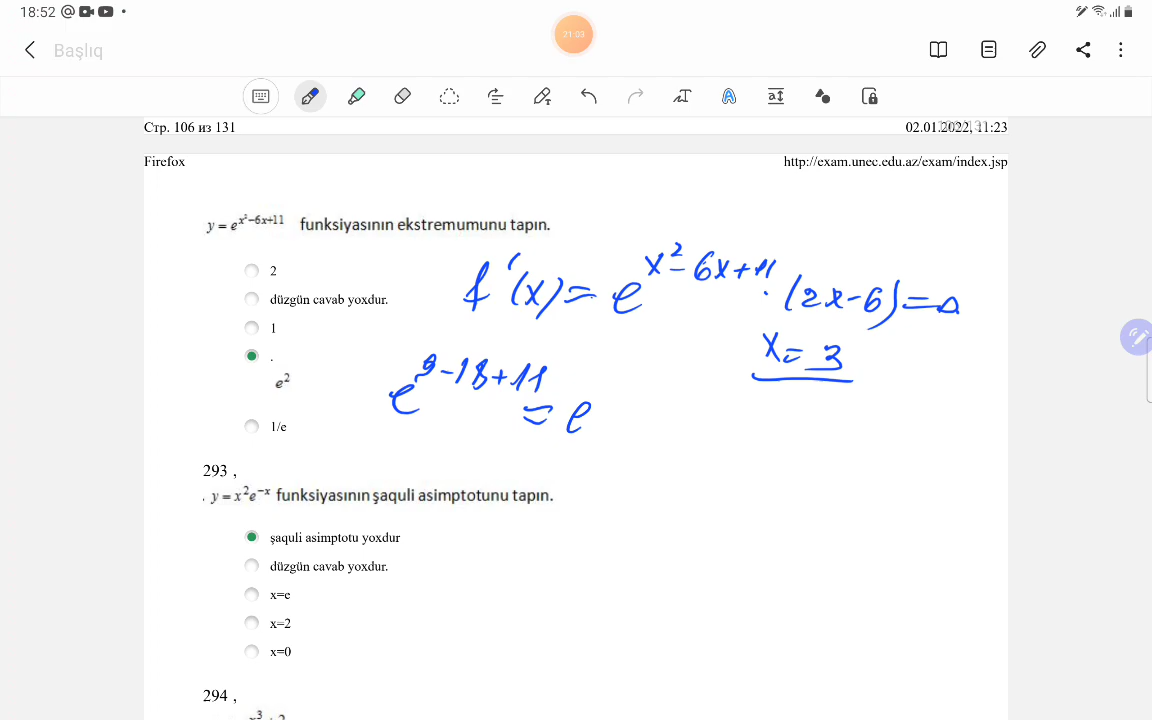 18:52
21:03
Başlıq
Стр. 106 из 131
02.01.2022, 11:23
Firefox
http://exam.unec.edu.az/exam/index.jsp
y = e^{x²−6x+11} funksiyasının ekstremumunu tapın.
2
düzgün cavab yoxdur.
1
.
e²
1/e
f'(x) = e^{x²−6x+11} · (2x−6) = 0
x = 3
e^{9−18+11} = e
293 ,
. y = x²e^{−x} funksiyasının şaquli asimptotunu tapın.
şaquli asimptotu yoxdur
düzgün cavab yoxdur.
x=e
x=2
x=0
294 ,